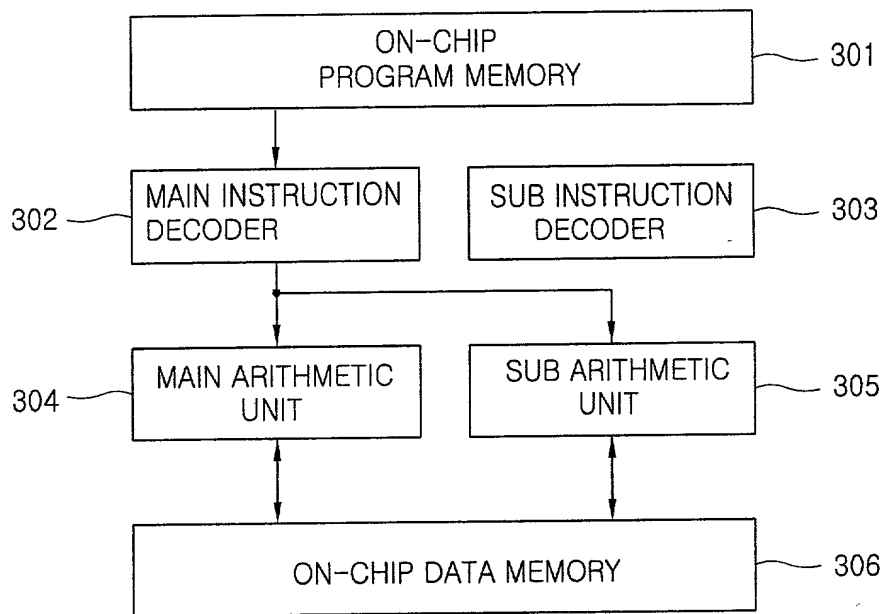 ON-CHIP
PROGRAM MEMORY
301
MAIN INSTRUCTION
DECODER
302
SUB INSTRUCTION
DECODER
303
MAIN ARITHMETIC
UNIT
304
SUB ARITHMETIC
UNIT
305
ON-CHIP DATA MEMORY
306